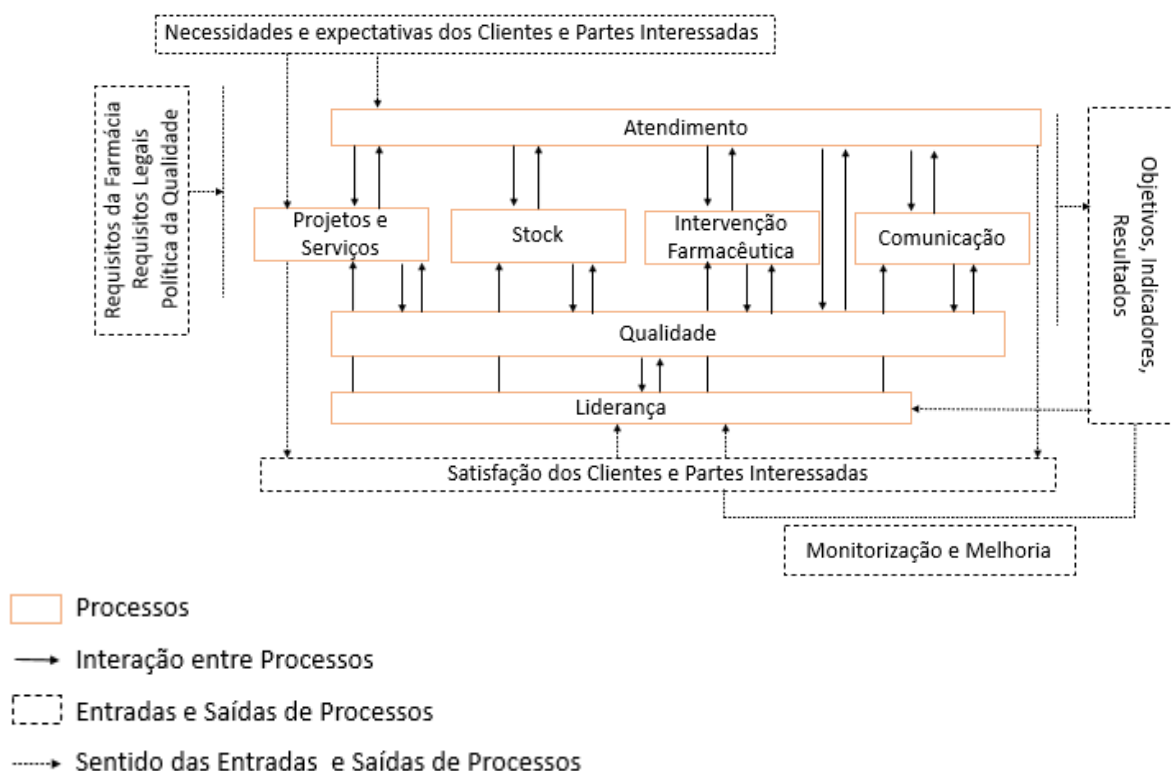 Necessidades e expectativas dos Clientes e Partes Interessadas
Requisitos da Farmácia
Requisitos Legais
Política da Qualidade
Atendimento
Projetos e
Serviços
Stock
Intervenção
Farmacêutica
Comunicação
Objetivos, Indicadores,
Resultados
Qualidade
Liderança
Satisfação dos Clientes e Partes Interessadas
Monitorização e Melhoria
Processos
Interação entre Processos
Entradas e Saídas de Processos
Sentido das Entradas e Saídas de Processos